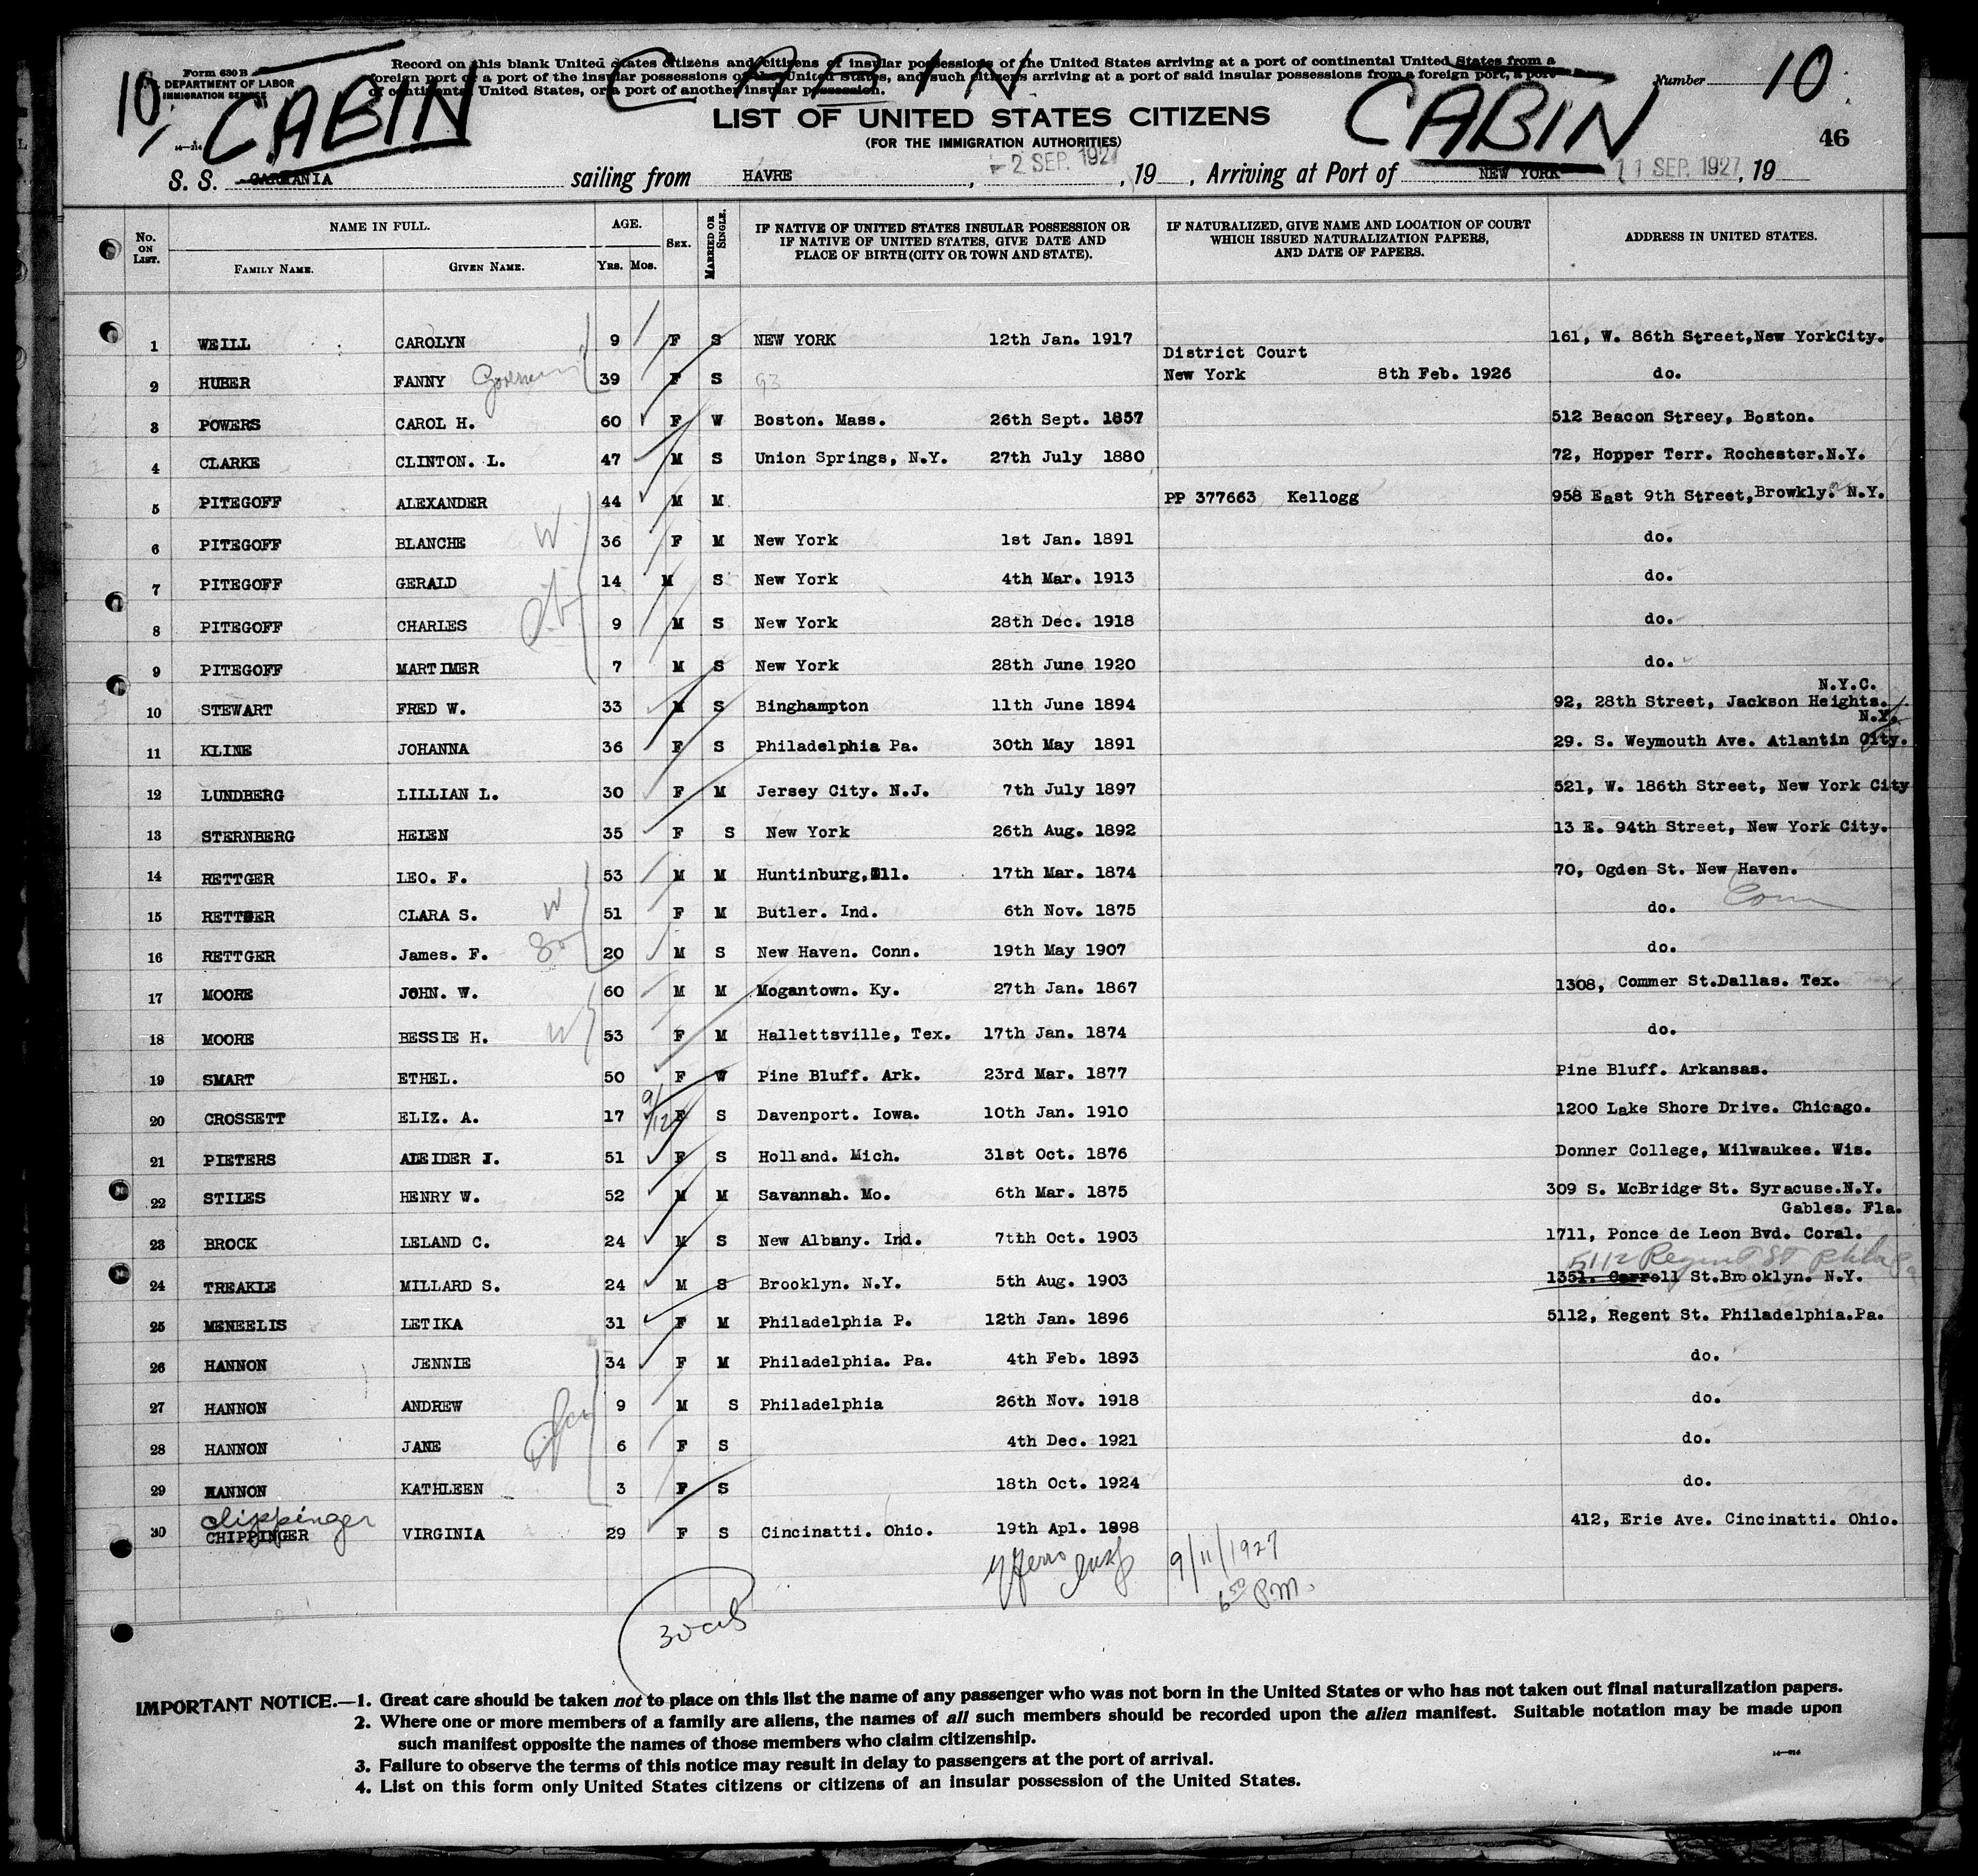 Form 630 B
DEPARTMENT OF LABOR
IMMIGRATION SERVICE
Record on this blank United States citizens and citizens of insular possessions of the United States arriving at a port of continental United States from a
foreign port or a port of the insular possessions of the United States, and such citizens arriving at a port of said insular possessions from a foreign port, a port
of continental United States, or a port of another insular possession.
10 CABIN CABIN CABIN Number 10
LIST OF UNITED STATES CITIZENS
(FOR THE IMMIGRATION AUTHORITIES)
46
S. S. CARMANIA sailing from HAVRE, -2 SEP. 1927, 19, Arriving at Port of NEW YORK 11 SEP. 1927, 19
No. ON LIST. NAME IN FULL. FAMILY NAME. GIVEN NAME. AGE. Yrs. Mos. SEX. MARRIED OR SINGLE. IF NATIVE OF UNITED STATES INSULAR POSSESSION OR IF NATIVE OF UNITED STATES, GIVE DATE AND PLACE OF BIRTH (CITY OR TOWN AND STATE). IF NATURALIZED, GIVE NAME AND LOCATION OF COURT WHICH ISSUED NATURALIZATION PAPERS, AND DATE OF PAPERS. ADDRESS IN UNITED STATES.
1 WEILL CAROLYN 9 F S NEW YORK 12th Jan. 1917 161, W. 86th Street,New YorkCity.
District Court
2 HUBER FANNY 39 F S 93 New York 8th Feb. 1926 do.
3 POWERS CAROL H. 60 F W Boston. Mass. 26th Sept. 1857 512 Beacon Streey, Boston.
4 CLARKE CLINTON. L. 47 M S Union Springs, N.Y. 27th July 1880 72, Hopper Terr. Rochester.N.Y.
5 PITEGOFF ALEXANDER 44 M M PP 377663 Kellogg 958 East 9th Street,Browkly. N.Y.
6 PITEGOFF BLANCHE W 36 F M New York 1st Jan. 1891 do.
7 PITEGOFF GERALD 14 M S New York 4th Mar. 1913 do.
8 PITEGOFF CHARLES 9 M S New York 28th Dec. 1918 do.
9 PITEGOFF MARTIMER 7 M S New York 28th June 1920 do.
N.Y.C.
10 STEWART FRED W. 33 M S Binghampton 11th June 1894 92, 28th Street, Jackson Heights.
N.Y.
11 KLINE JOHANNA 36 F S Philadelphia Pa. 30th May 1891 29. S. Weymouth Ave. Atlantin City.
12 LUNDBERG LILLIAN L. 30 F M Jersey City. N.J. 7th July 1897 521, W. 186th Street, New York City
13 STERNBERG HELEN 35 F S New York 26th Aug. 1892 13 E. 94th Street, New York City.
14 RETTGER LEO. F. 53 M M Huntinburg,Ill. 17th Mar. 1874 70, Ogden St. New Haven.
Conn
15 RETTGER CLARA S. W 51 F M Butler. Ind. 6th Nov. 1875 do.
16 RETTGER James. F. So 20 M S New Haven. Conn. 19th May 1907 do.
17 MOORE JOHN. W. 60 M M Mogantown. Ky. 27th Jan. 1867 1308, Commer St.Dallas. Tex.
18 MOORE BESSIE H. W 53 F M Hallettsville, Tex. 17th Jan. 1874 do.
19 SMART ETHEL. 50 F W Pine Bluff. Ark. 23rd Mar. 1877 Pine Bluff. Arkansas.
20 CROSSETT ELIZ. A. 17 9/12 F S Davenport. Iowa. 10th Jan. 1910 1200 Lake Shore Drive. Chicago.
21 PIETERS ALEIDER J. 51 F S Holland. Mich. 31st Oct. 1876 Donner College, Milwaukee. Wis.
22 STILES HENRY W. 52 M M Savannah. Mo. 6th Mar. 1875 309 S. McBridge St. Syracuse.N.Y.
Gables. Fla.
23 BROCK LELAND C. 24 M S New Albany. Ind. 7tth Oct. 1903 1711, Ponce de Leon Bvd. Coral.
5112 Regent St Phila Pa
24 TREAKLE MILLARD S. 24 M S Brooklyn. N.Y. 5th Aug. 1903 1351. Carroll St.Brooklyn. N.Y.
25 MENEELIS LETIKA 31 F M Philadelphia P. 12th Jan. 1896 5112, Regent St. Philadelphia.Pa.
26 HANNON JENNIE 34 F M Philadelphia. Pa. 4th Feb. 1893 do.
27 HANNON ANDREW 9 M S Philadelphia 26th Nov. 1918 do.
28 HANNON JANE 6 F S 4th Dec. 1921 do.
29 HANNON KATHLEEN 3 F S 18th Oct. 1924 do.
Clippinger
30 CHIPPINGER VIRGINIA 29 F S Cincinatti. Ohio. 19th Apl. 1898 412, Erie Ave. Cincinatti. Ohio.
9/11/1927
6 50 P.M.
IMPORTANT NOTICE.—1. Great care should be taken not to place on this list the name of any passenger who was not born in the United States or who has not taken out final naturalization papers.
2. Where one or more members of a family are aliens, the names of all such members should be recorded upon the alien manifest. Suitable notation may be made upon
such manifest opposite the names of those members who claim citizenship.
3. Failure to observe the terms of this notice may result in delay to passengers at the port of arrival.
4. List on this form only United States citizens or citizens of an insular possession of the United States.